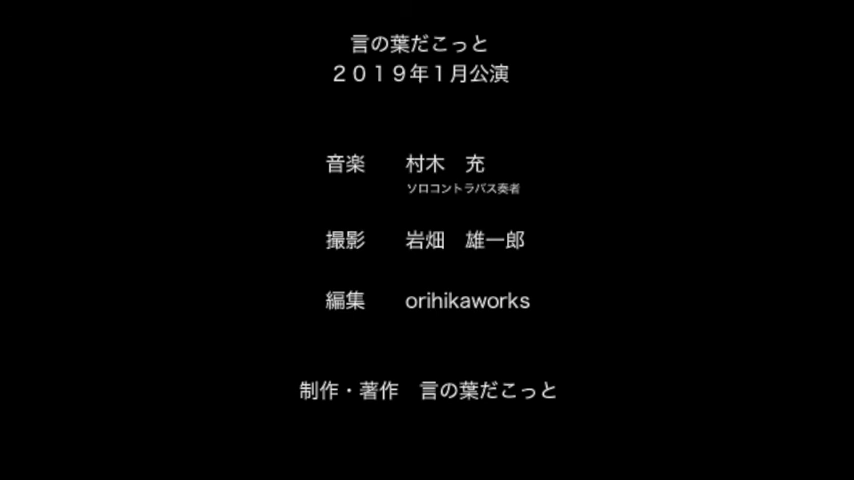 言の葉だこっと
２０１９年１月公演
音楽　　村木　充
ソロコントラバス奏者
撮影　　岩畑　雄一郎
編集　　orihikaworks
制作・著作　言の葉だこっと